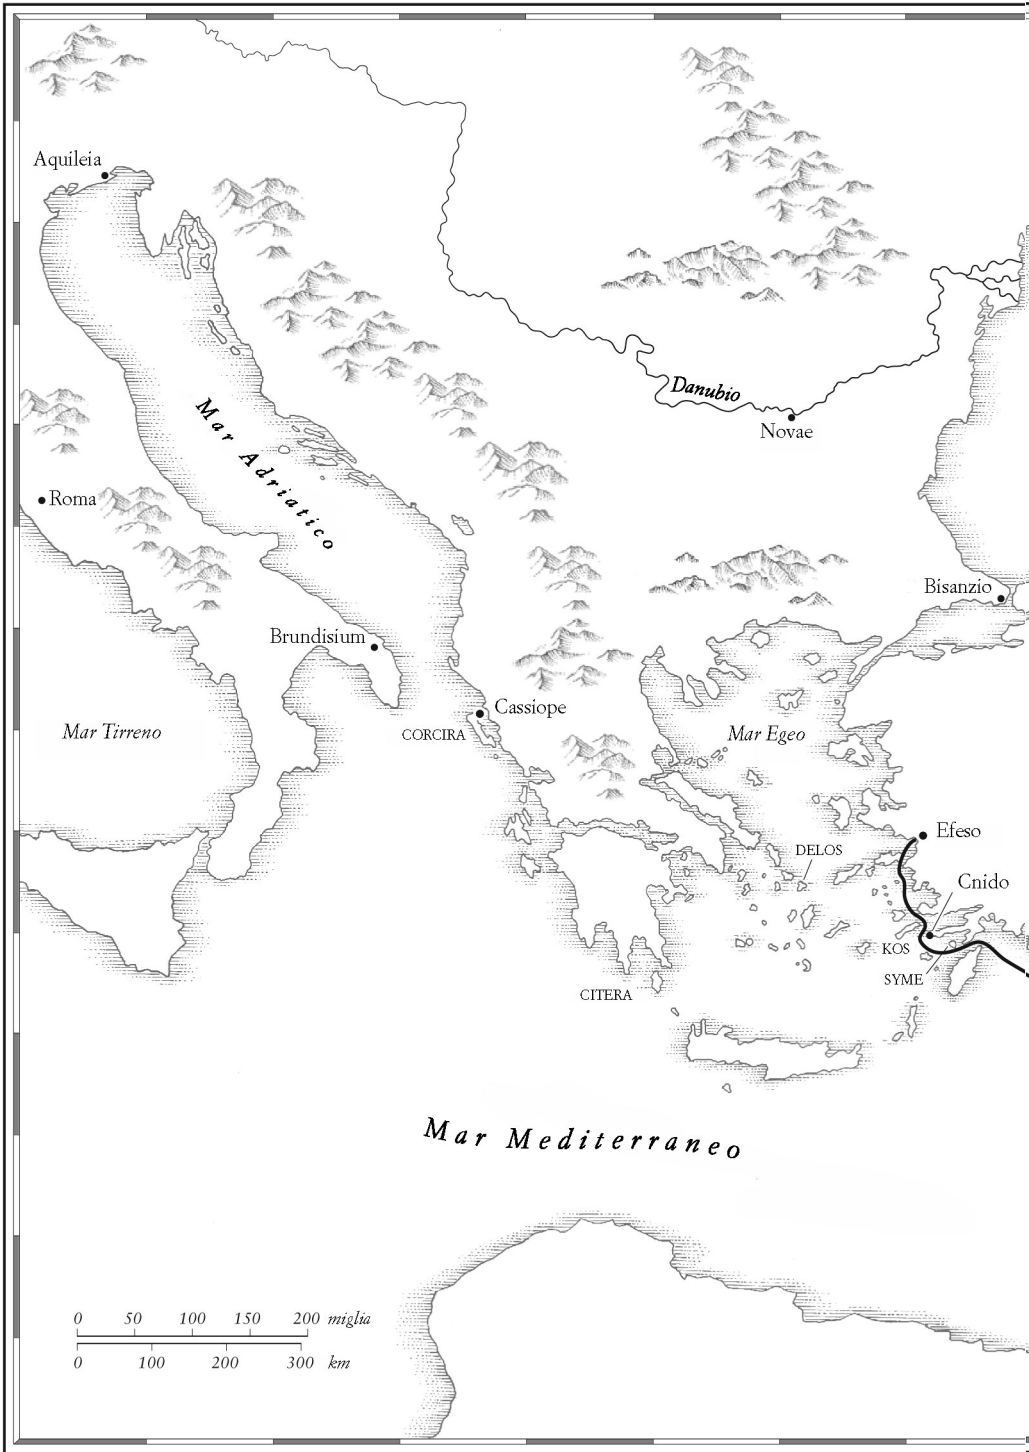 Aquileia
Danubio
Novae
Mar Adriatico
Roma
Bisanzio
Brundisium
Cassiope
Mar Tirreno
CORCIRA
Mar Egeo
Efeso
DELOS
Cnido
KOS
SYME
CITERA
Mar Mediterraneo
0 50 100 150 200 miglia
0 100 200 300 km